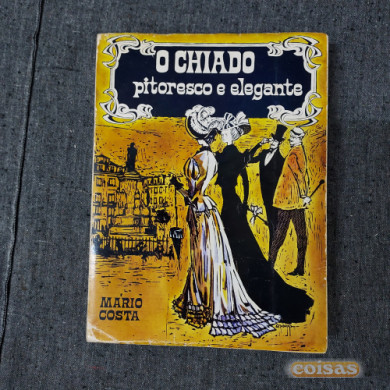 O CHIADO
pitoresco e elegante
MARIO
COSTA
coisas